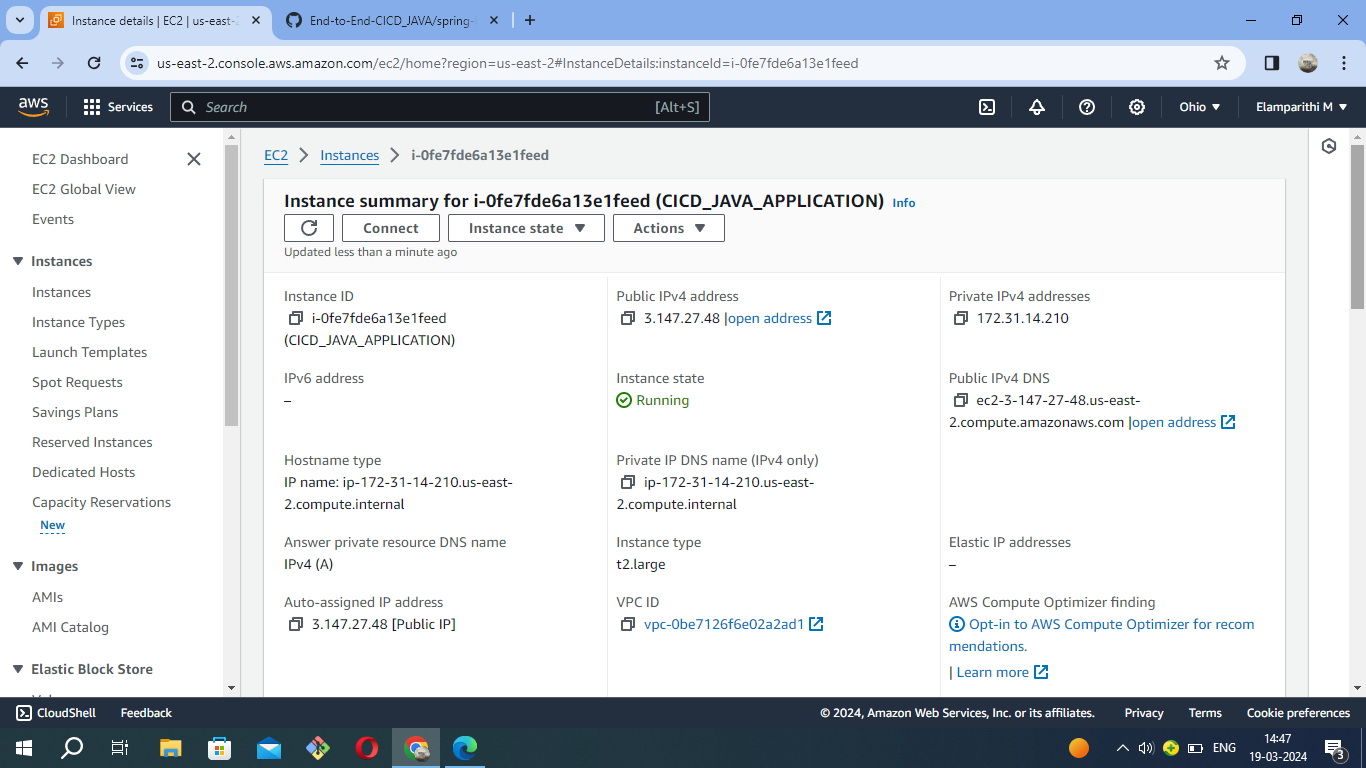 Instance details | EC2 | us-east-2
End-to-End-CICD_JAVA/spring-
us-east-2.console.aws.amazon.com/ec2/home?region=us-east-2#InstanceDetails:instanceId=i-0fe7fde6a13e1feed
aws
Services
Search
[Alt+S]
Ohio
Elamparithi M
EC2 Dashboard
EC2 Global View
Events
Instances
Instances
Instance Types
Launch Templates
Spot Requests
Savings Plans
Reserved Instances
Dedicated Hosts
Capacity Reservations
New
Images
AMIs
AMI Catalog
Elastic Block Store
EC2
Instances
i-0fe7fde6a13e1feed
Instance summary for i-0fe7fde6a13e1feed (CICD_JAVA_APPLICATION) Info
Connect
Instance state
Actions
Updated less than a minute ago
Instance ID
i-0fe7fde6a13e1feed
(CICD_JAVA_APPLICATION)
Public IPv4 address
3.147.27.48 |open address
Private IPv4 addresses
172.31.14.210
IPv6 address
–
Instance state
Running
Public IPv4 DNS
ec2-3-147-27-48.us-east-
2.compute.amazonaws.com |open address
Hostname type
IP name: ip-172-31-14-210.us-east-
2.compute.internal
Private IP DNS name (IPv4 only)
ip-172-31-14-210.us-east-
2.compute.internal
Answer private resource DNS name
IPv4 (A)
Instance type
t2.large
Elastic IP addresses
–
Auto-assigned IP address
3.147.27.48 [Public IP]
VPC ID
vpc-0be7126f6e02a2ad1
AWS Compute Optimizer finding
Opt-in to AWS Compute Optimizer for recom
mendations.
| Learn more
CloudShell
Feedback
© 2024, Amazon Web Services, Inc. or its affiliates.
Privacy
Terms
Cookie preferences
ENG
14:47
19-03-2024
3